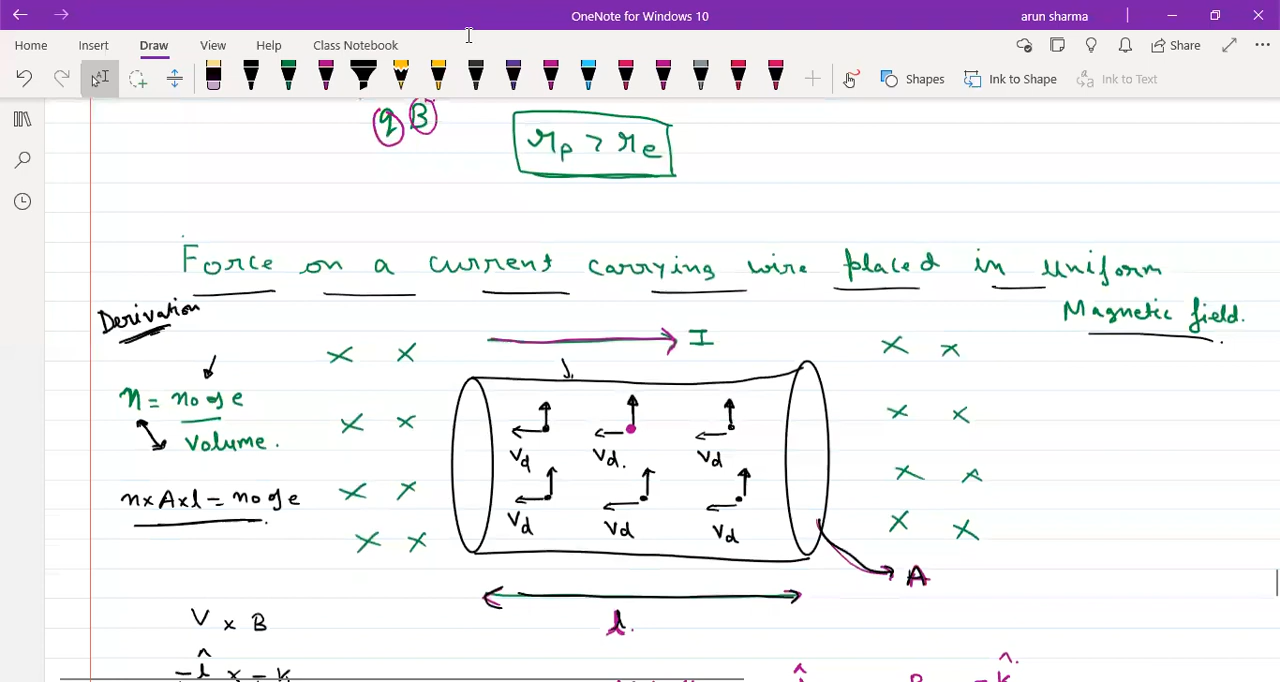 OneNote for Windows 10
arun sharma
Home Insert Draw View Help Class Notebook
Share
Shapes Ink to Shape Ink to Text
q B
rp > re
Force on a current carrying wire placed in uniform
Magnetic field.
Derivation
I
n = no of e
volume.
n×A×l = no of e
Vd Vd. Vd
Vd Vd Vd
A
l.
V × B